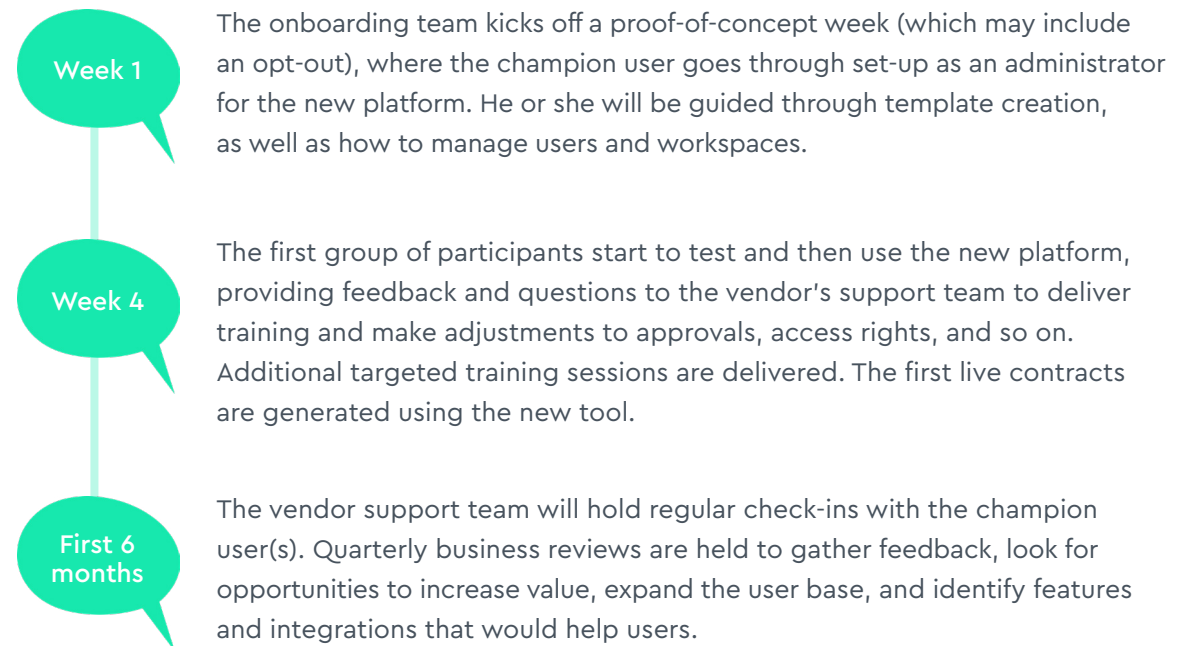 Week 1
The onboarding team kicks off a proof-of-concept week (which may include
an opt-out), where the champion user goes through set-up as an administrator
for the new platform. He or she will be guided through template creation,
as well as how to manage users and workspaces.
Week 4
The first group of participants start to test and then use the new platform,
providing feedback and questions to the vendor's support team to deliver
training and make adjustments to approvals, access rights, and so on.
Additional targeted training sessions are delivered. The first live contracts
are generated using the new tool.
First 6
months
The vendor support team will hold regular check-ins with the champion
user(s). Quarterly business reviews are held to gather feedback, look for
opportunities to increase value, expand the user base, and identify features
and integrations that would help users.